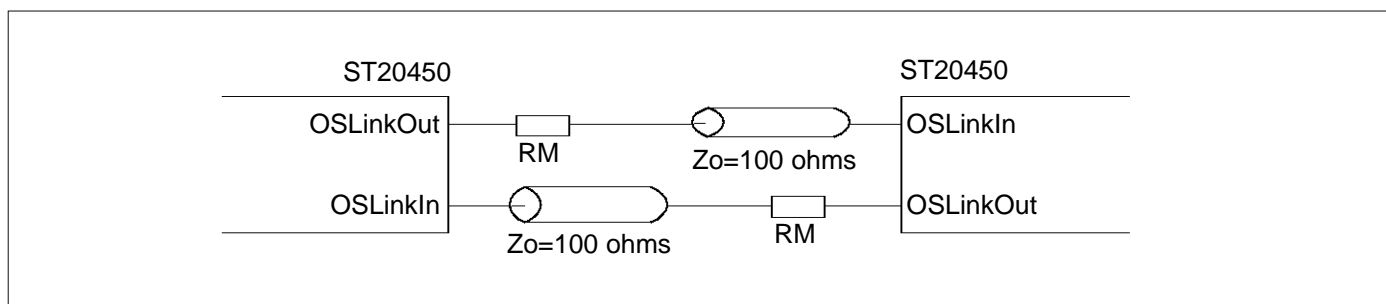 ST20450
ST20450
OSLinkOut
OSLinkIn
RM
Zo=100 ohms
OSLinkIn
OSLinkOut
Zo=100 ohms
RM